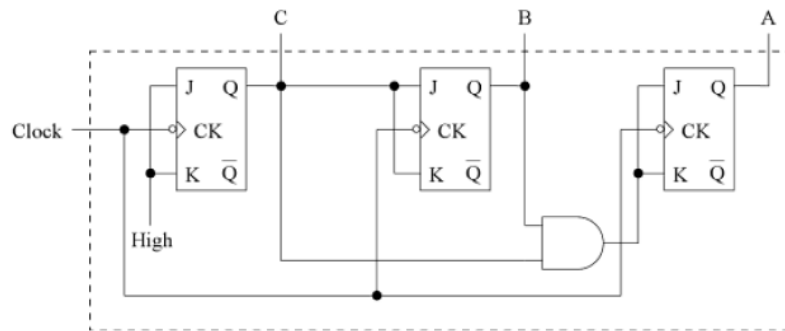 C B A
J Q J Q J Q
Clock CK CK CK
K Q̅ K Q̅ K Q̅
High